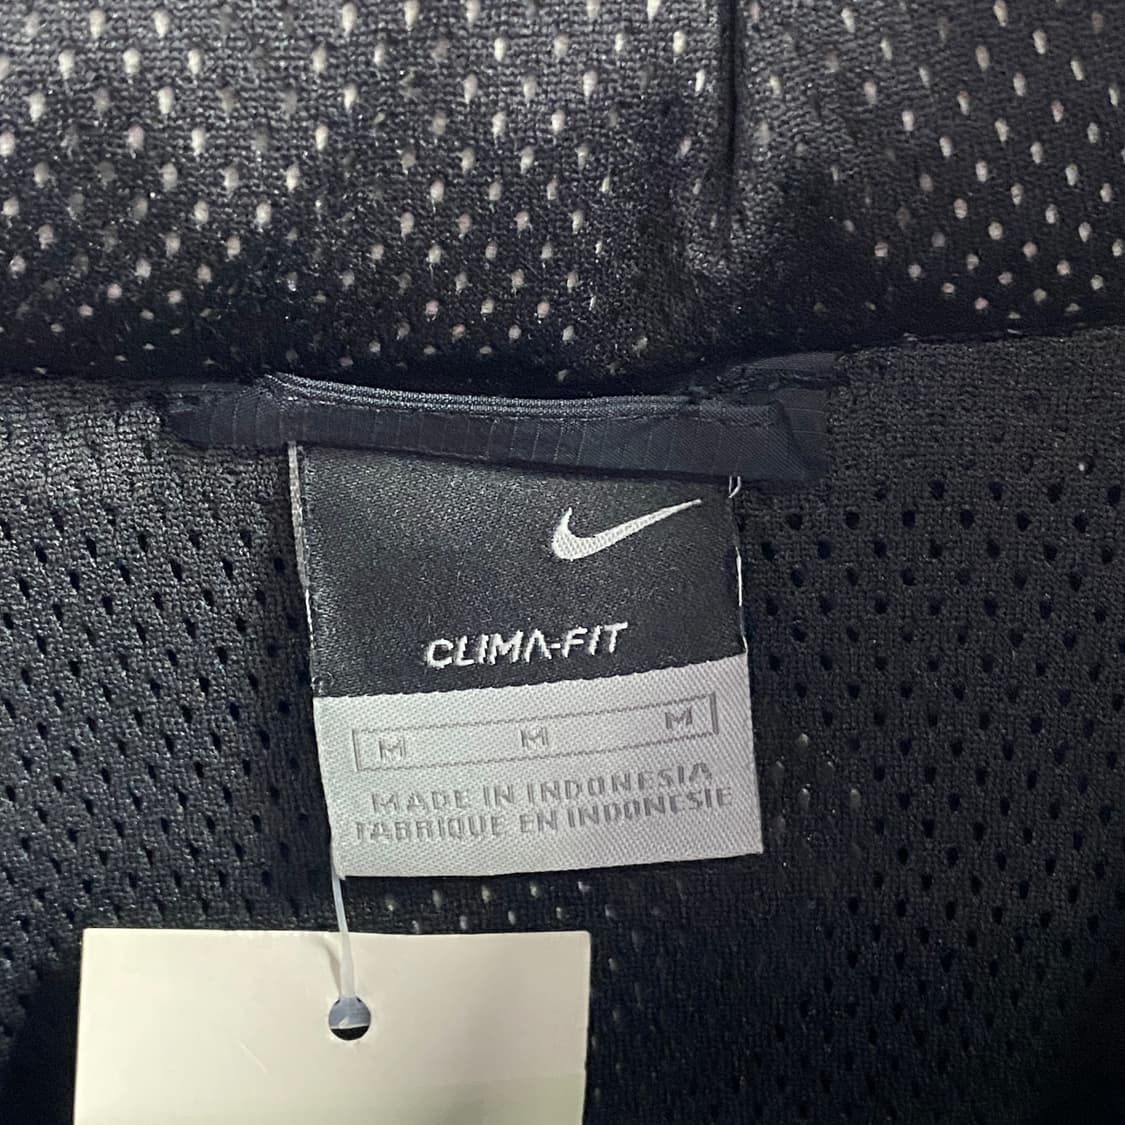 CLIMA-FIT
M M M
MADE IN INDONESIA
FABRIQUE EN INDONESIE